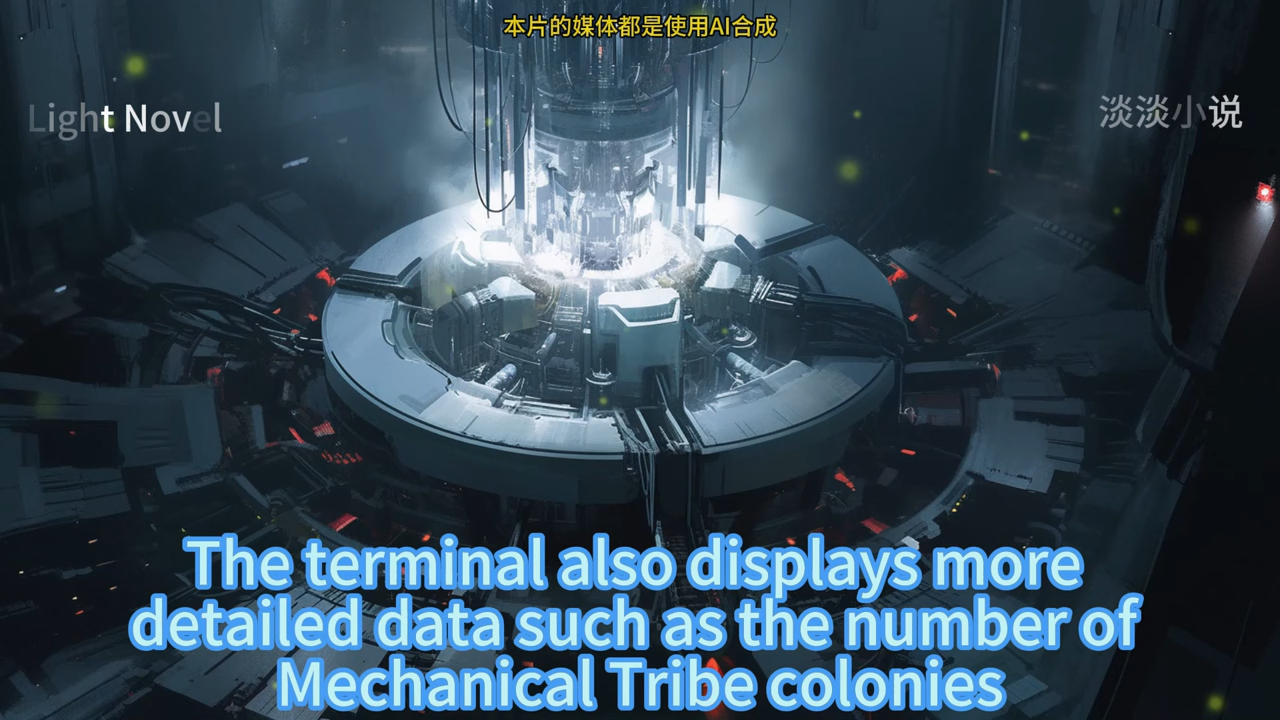 本片的媒体都是使用AI合成
Light Novel
淡淡小说
The terminal also displays more
detailed data such as the number of
Mechanical Tribe colonies